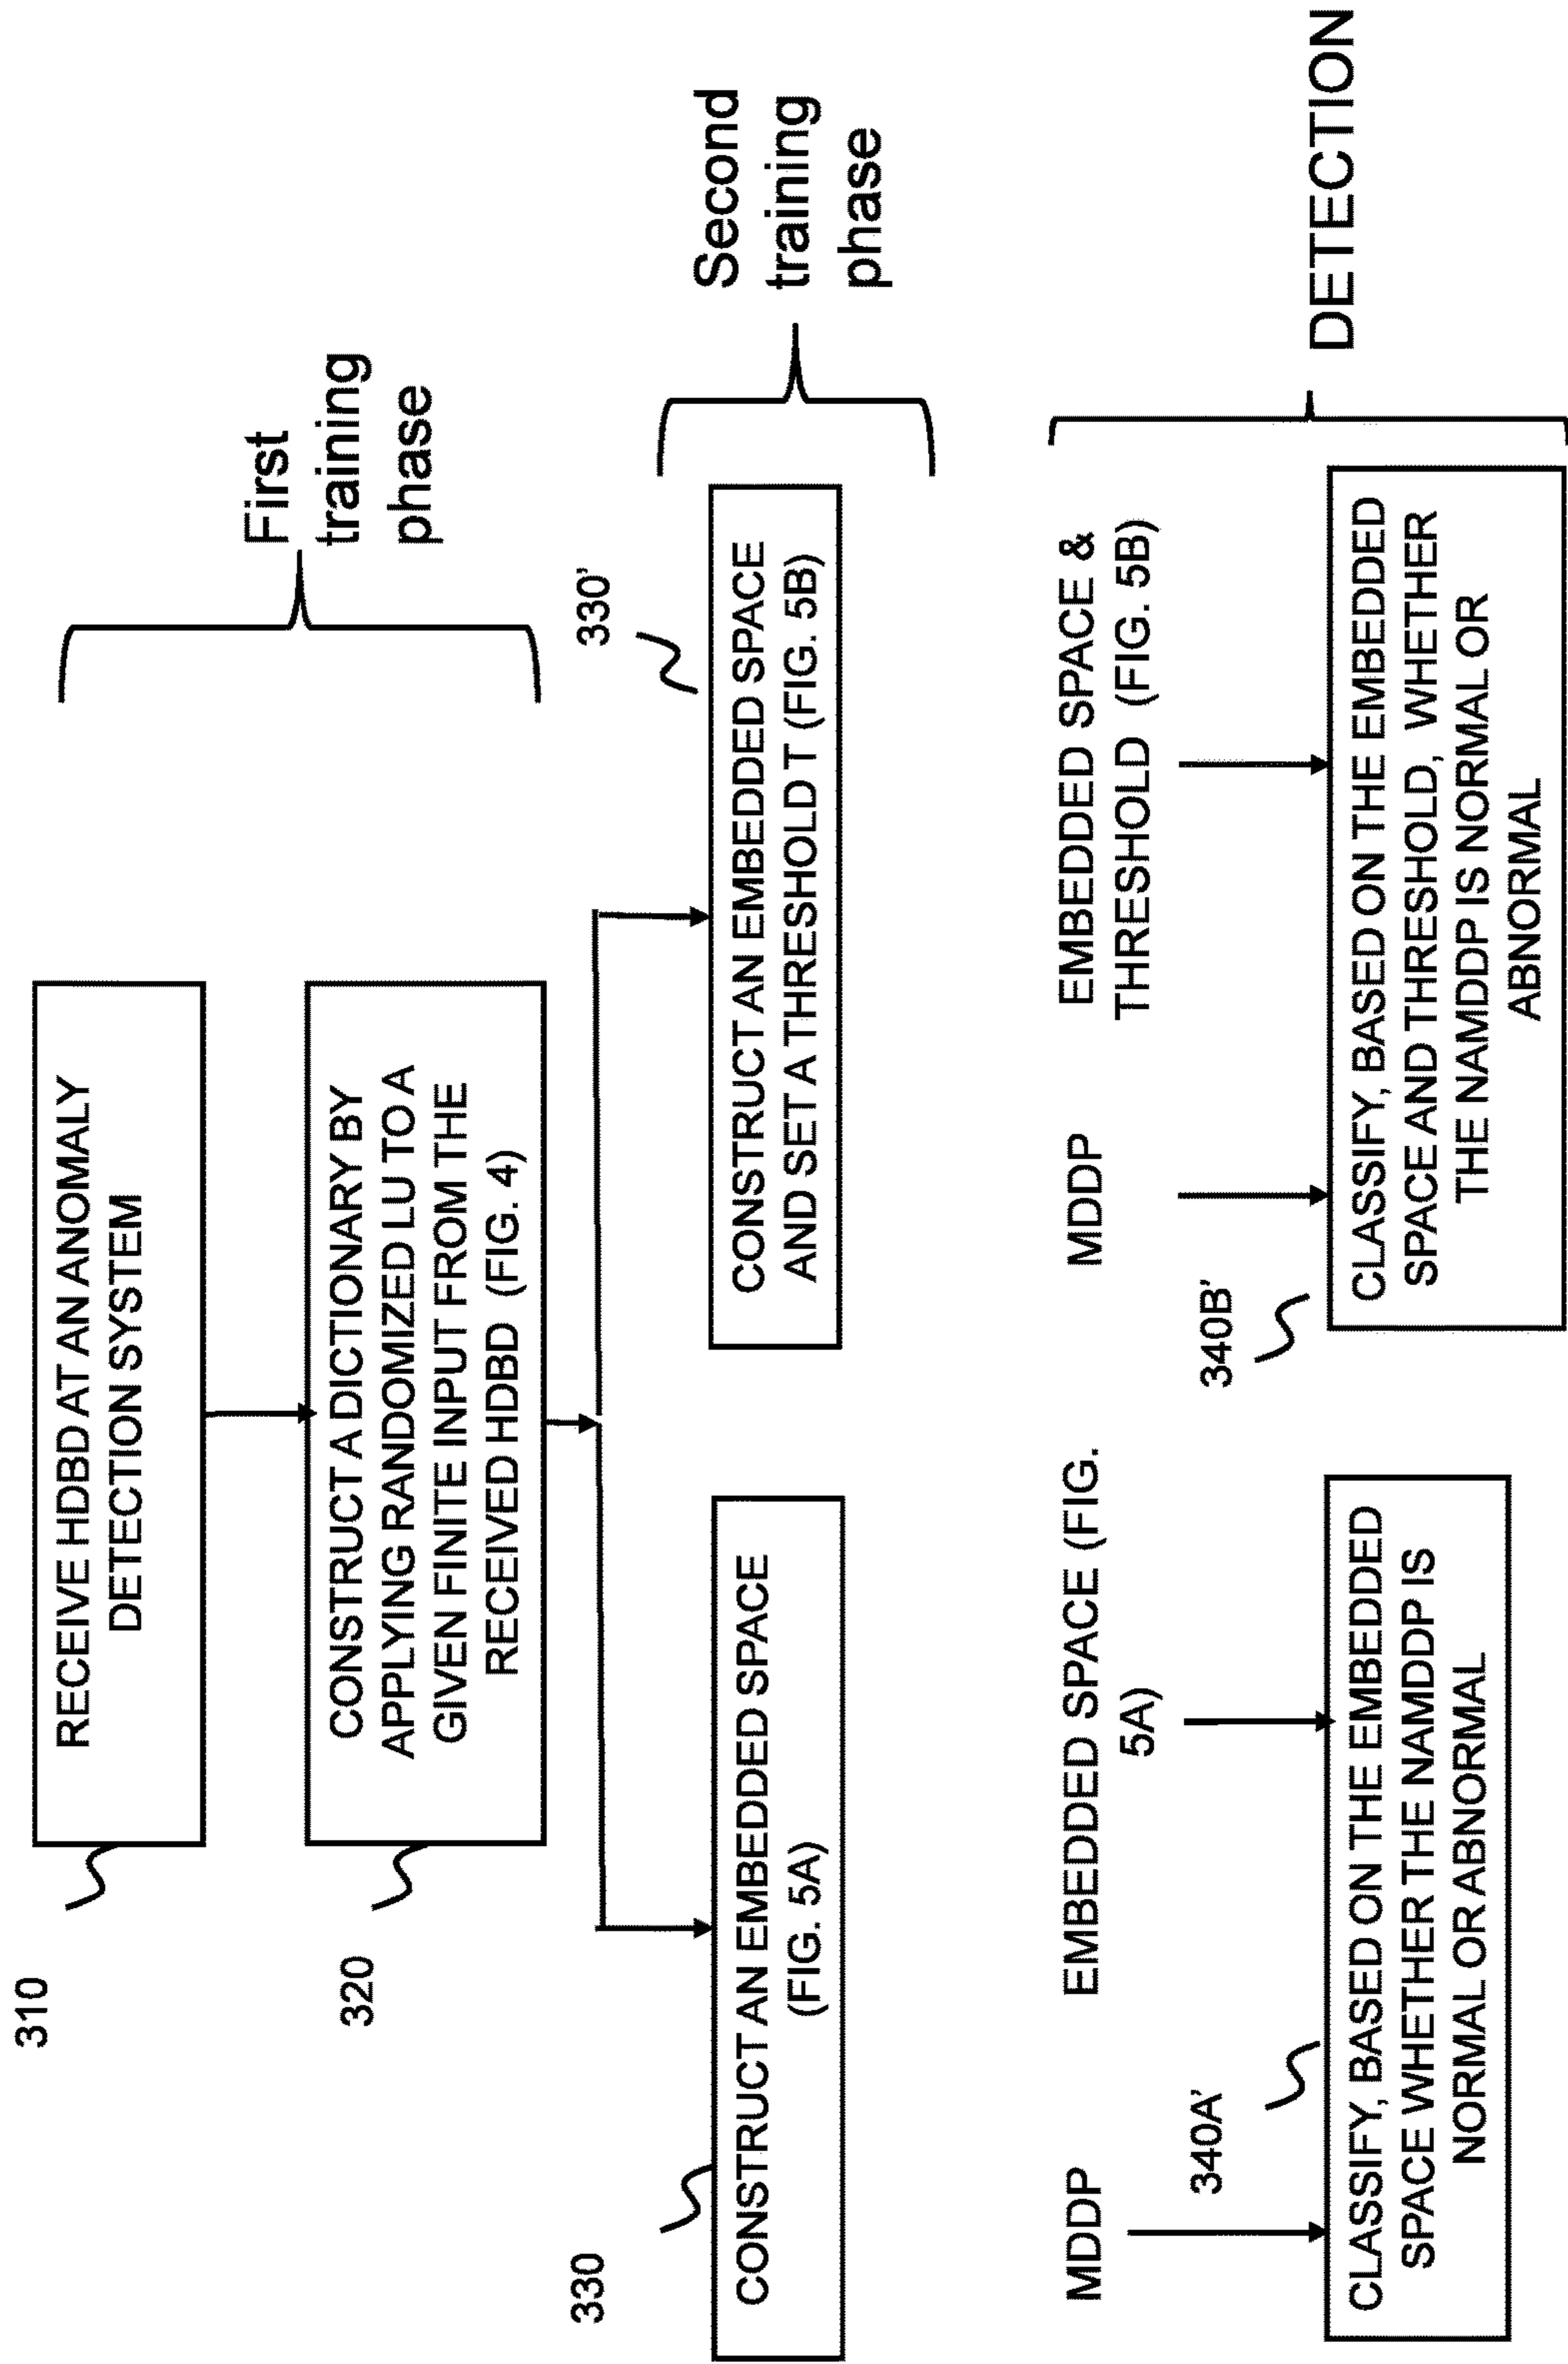 310
RECEIVE HDBD AT AN ANOMALY
DETECTION SYSTEM
First
training
phase
320
CONSTRUCT A DICTIONARY BY
APPLYING RANDOMIZED LU TO A
GIVEN FINITE INPUT FROM THE
RECEIVED HDBD (FIG. 4)
330
CONSTRUCT AN EMBEDDED SPACE
(FIG. 5A)
330'
CONSTRUCT AN EMBEDDED SPACE
AND SET A THRESHOLD T (FIG. 5B)
Second
training
phase
MDDP
EMBEDDED SPACE (FIG.
5A)
340A'
CLASSIFY, BASED ON THE EMBEDDED
SPACE WHETHER THE NAMDDP IS
NORMAL OR ABNORMAL
MDDP
EMBEDDED SPACE &
THRESHOLD (FIG. 5B)
340B'
CLASSIFY, BASED ON THE EMBEDDED
SPACE AND THRESHOLD, WHETHER
THE NAMDDP IS NORMAL OR
ABNORMAL
DETECTION